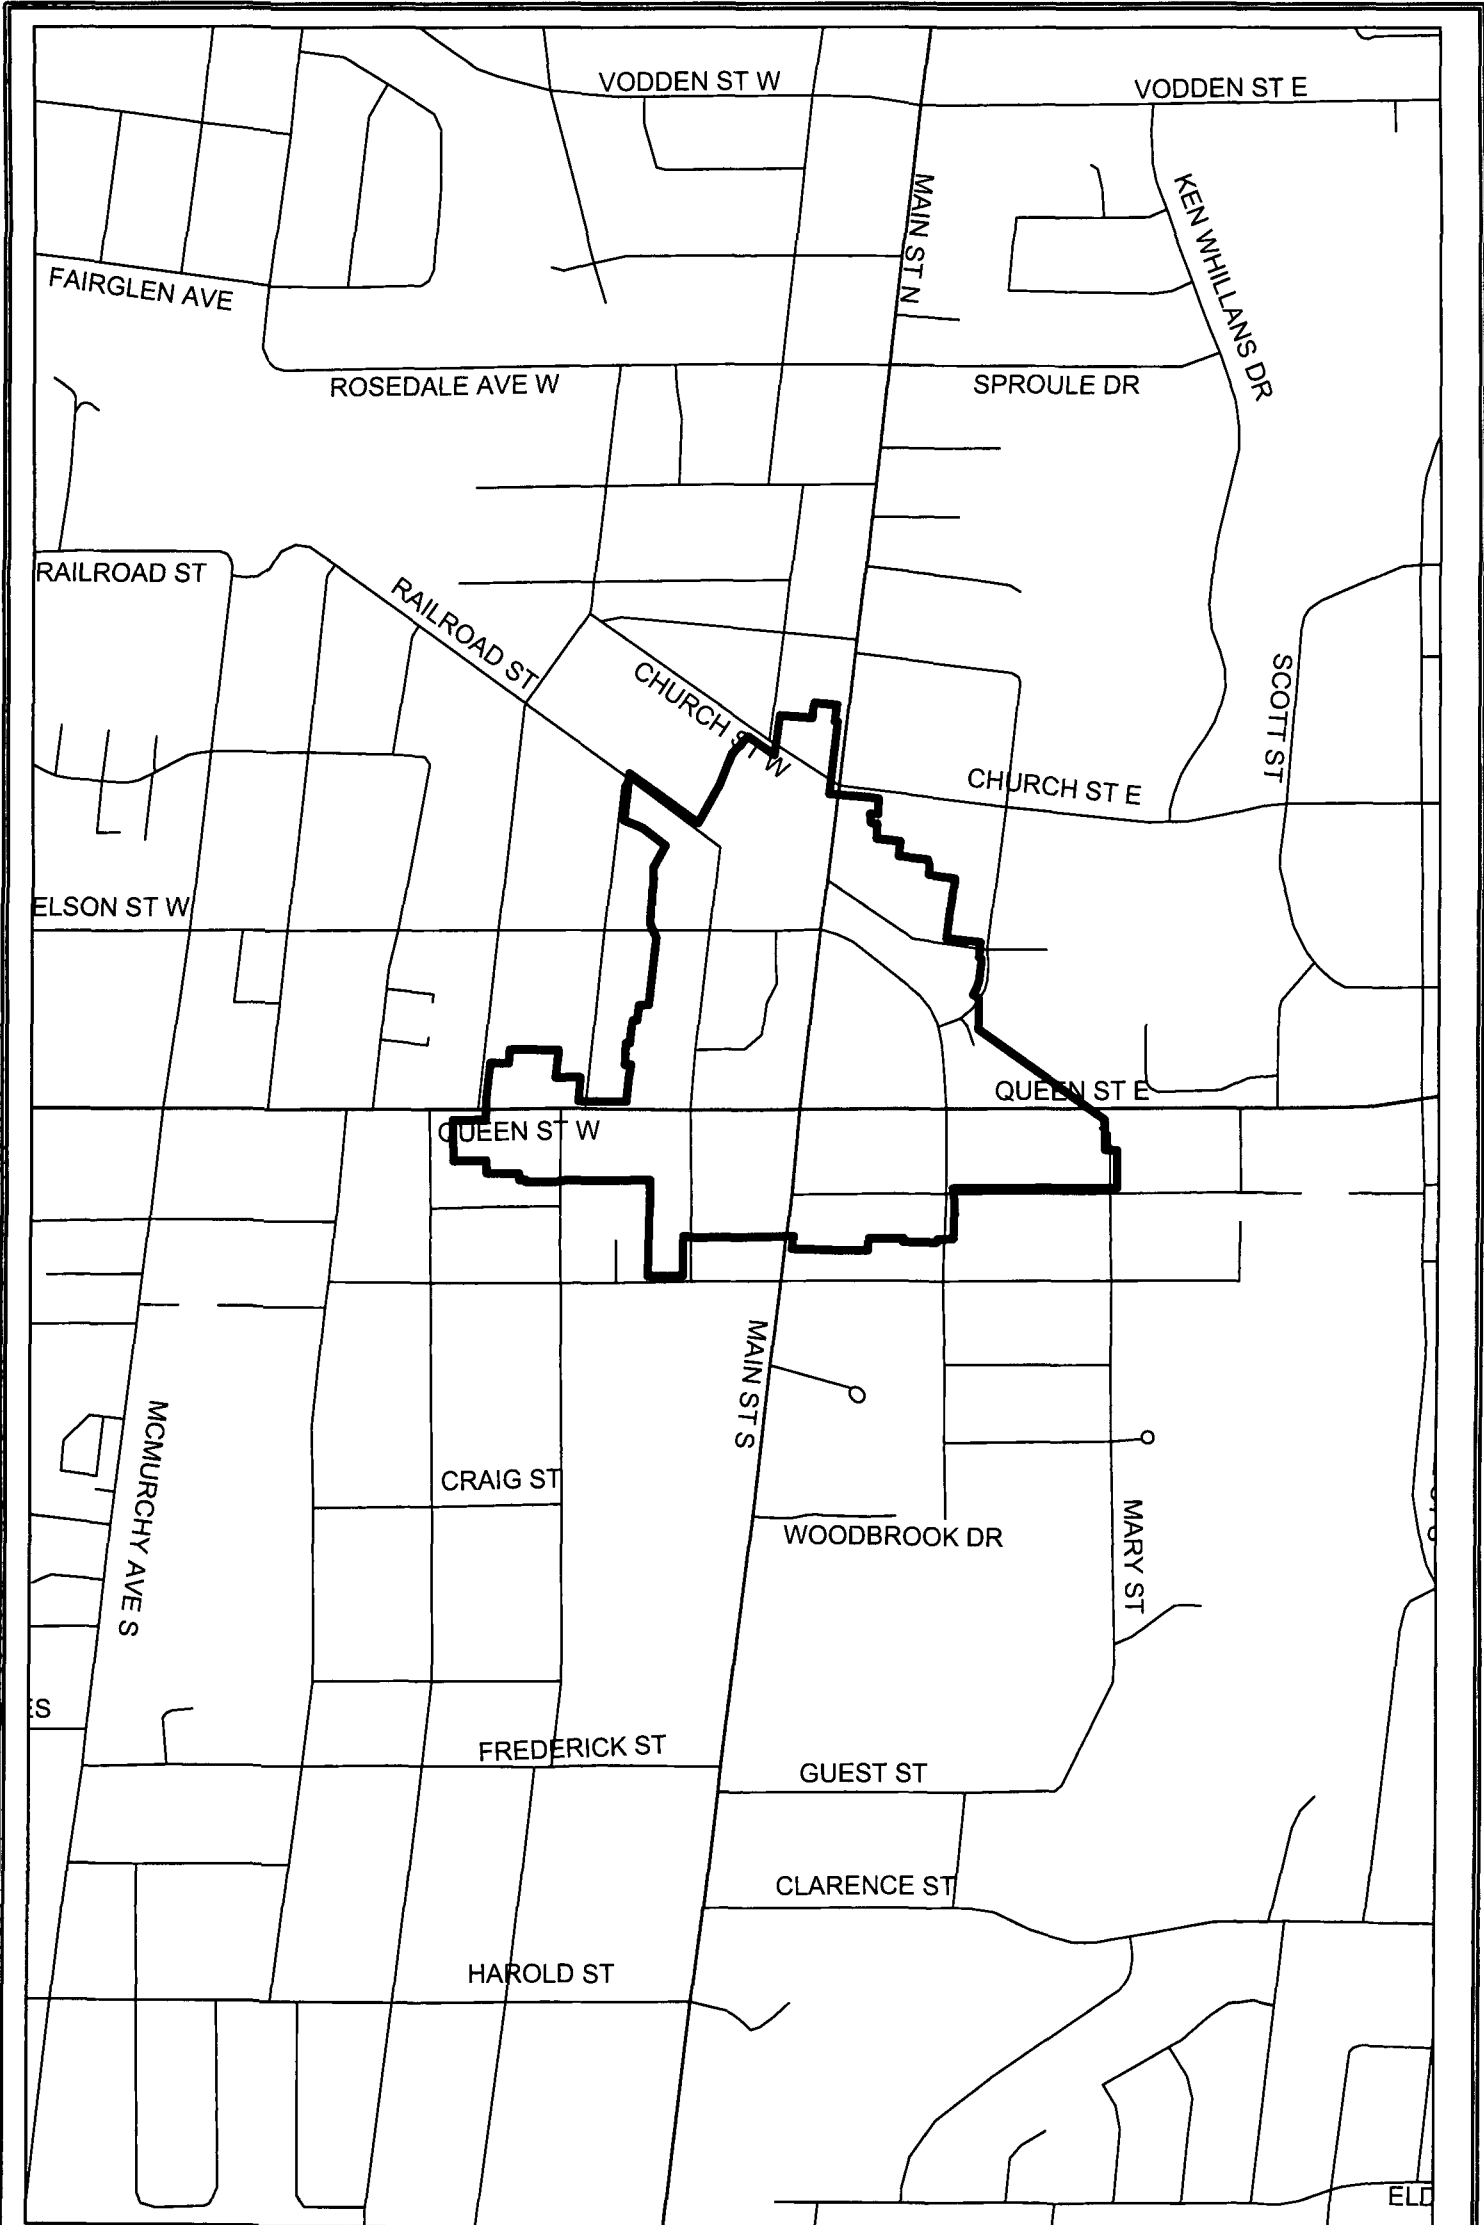 VODDEN ST W
VODDEN ST E
MAIN ST N
KEN WHILLANS DR
FAIRGLEN AVE
ROSEDALE AVE W
SPROULE DR
RAILROAD ST
RAILROAD ST
CHURCH ST W
SCOTT ST
CHURCH ST E
ELSON ST W
QUEEN ST E
QUEEN ST W
MAIN ST S
MCMURCHY AVE S
CRAIG ST
WOODBROOK DR
MARY ST
ES
FREDERICK ST
GUEST ST
CLARENCE ST
HAROLD ST
ELD